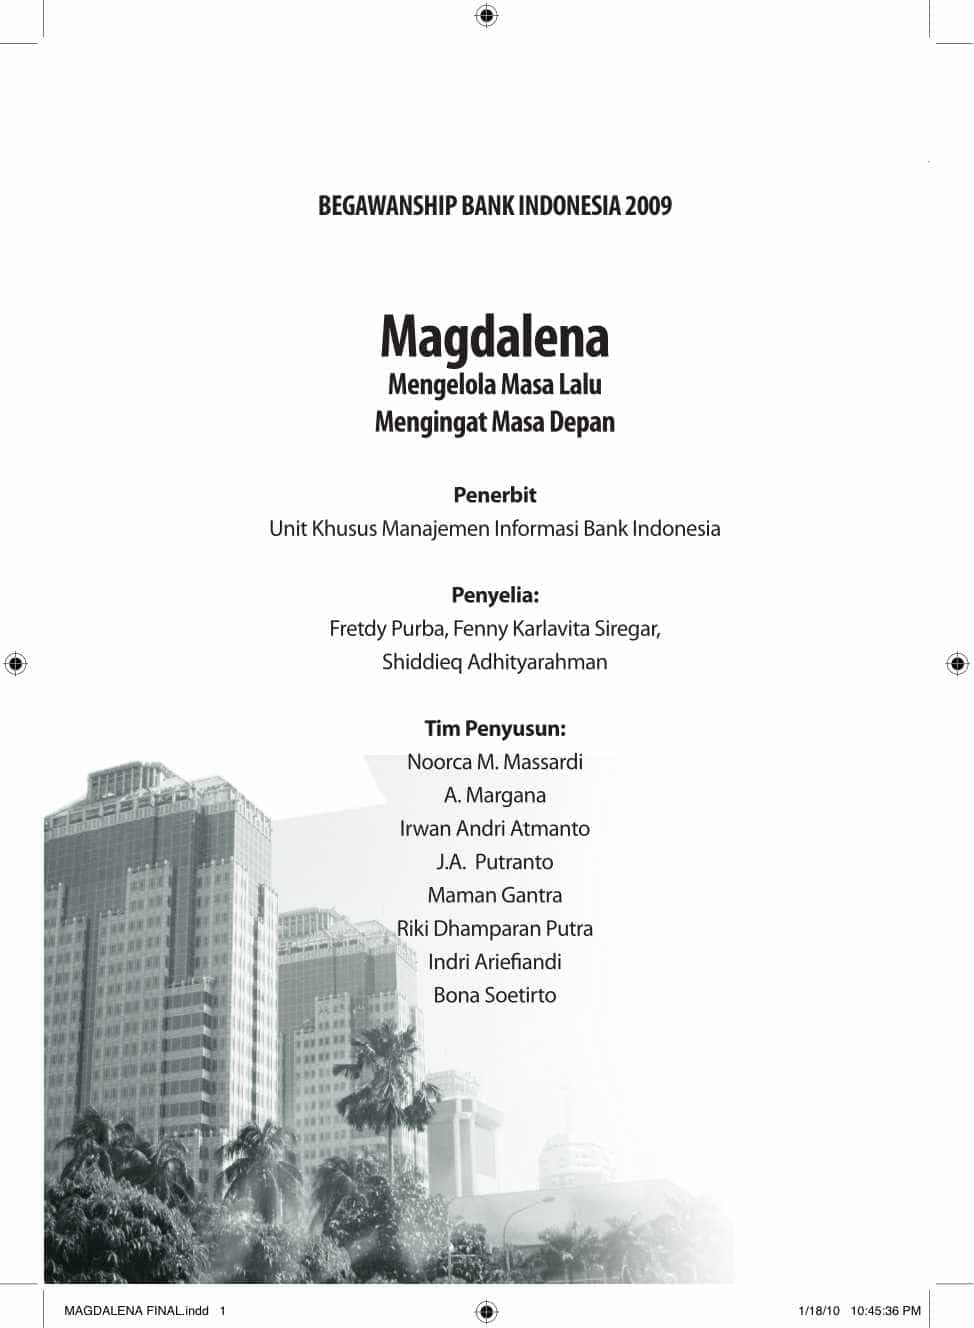 BEGAWANSHIP BANK INDONESIA 2009
Magdalena
Mengelola Masa Lalu
Mengingat Masa Depan
Penerbit
Unit Khusus Manajemen Informasi Bank Indonesia
Penyelia:
Fretdy Purba, Fenny Karlavita Siregar,
Shiddieq Adhityarahman
Tim Penyusun:
Noorca M. Massardi
A. Margana
Irwan Andri Atmanto
J.A. Putranto
Maman Gantra
Riki Dhamparan Putra
Indri Ariefiandi
Bona Soetirto
MAGDALENA FINAL.indd 1
1/18/10 10:45:36 PM